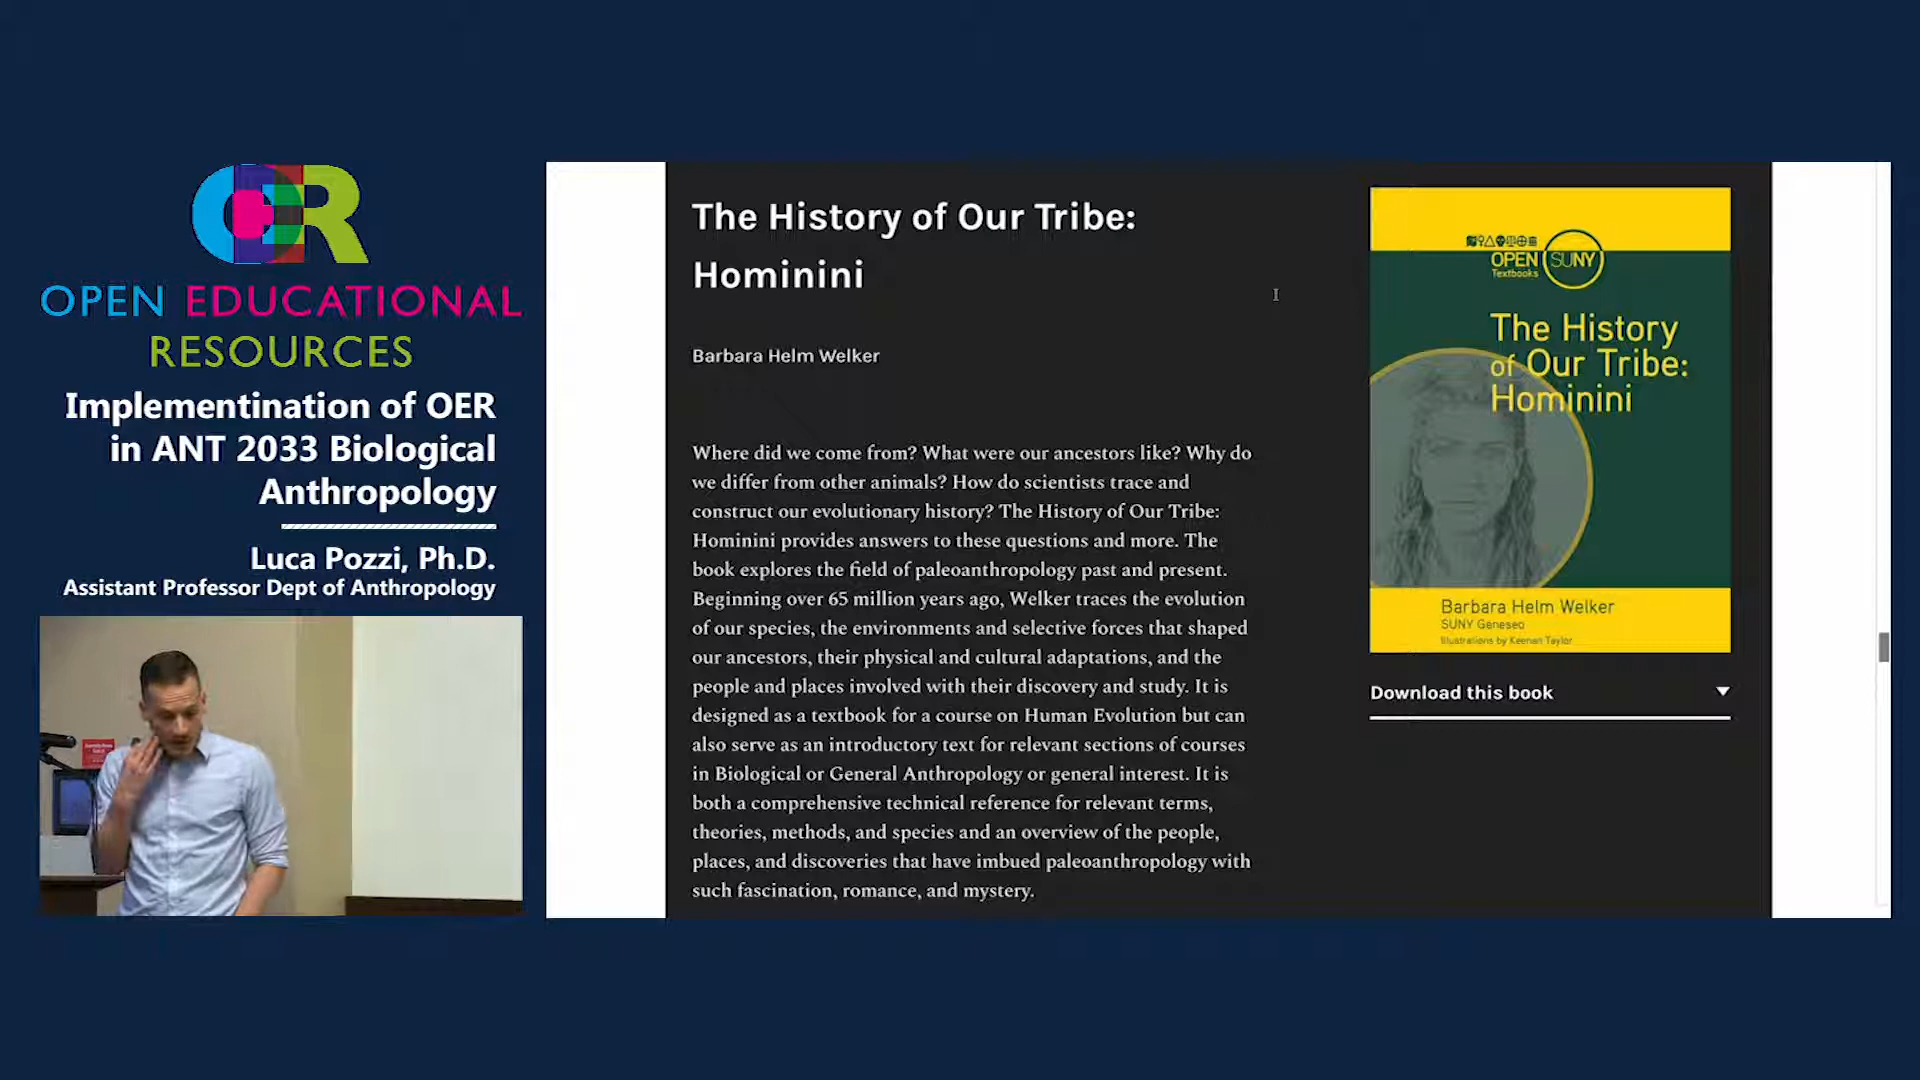 OER
OPEN EDUCATIONAL
RESOURCES
Implementination of OER
in ANT 2033 Biological
Anthropology
Luca Pozzi, Ph.D.
Assistant Professor Dept of Anthropology
The History of Our Tribe:
Hominini
Barbara Helm Welker
Where did we come from? What were our ancestors like? Why do
we differ from other animals? How do scientists trace and
construct our evolutionary history? The History of Our Tribe:
Hominini provides answers to these questions and more. The
book explores the field of paleoanthropology past and present.
Beginning over 65 million years ago, Welker traces the evolution
of our species, the environments and selective forces that shaped
our ancestors, their physical and cultural adaptations, and the
people and places involved with their discovery and study. It is
designed as a textbook for a course on Human Evolution but can
also serve as an introductory text for relevant sections of courses
in Biological or General Anthropology or general interest. It is
both a comprehensive technical reference for relevant terms,
theories, methods, and species and an overview of the people,
places, and discoveries that have imbued paleoanthropology with
such fascination, romance, and mystery.
OPEN SUNY
Textbooks
The History
of Our Tribe:
Hominini
Barbara Helm Welker
SUNY Geneseo
Illustrations by Keenan Taylor
Download this book